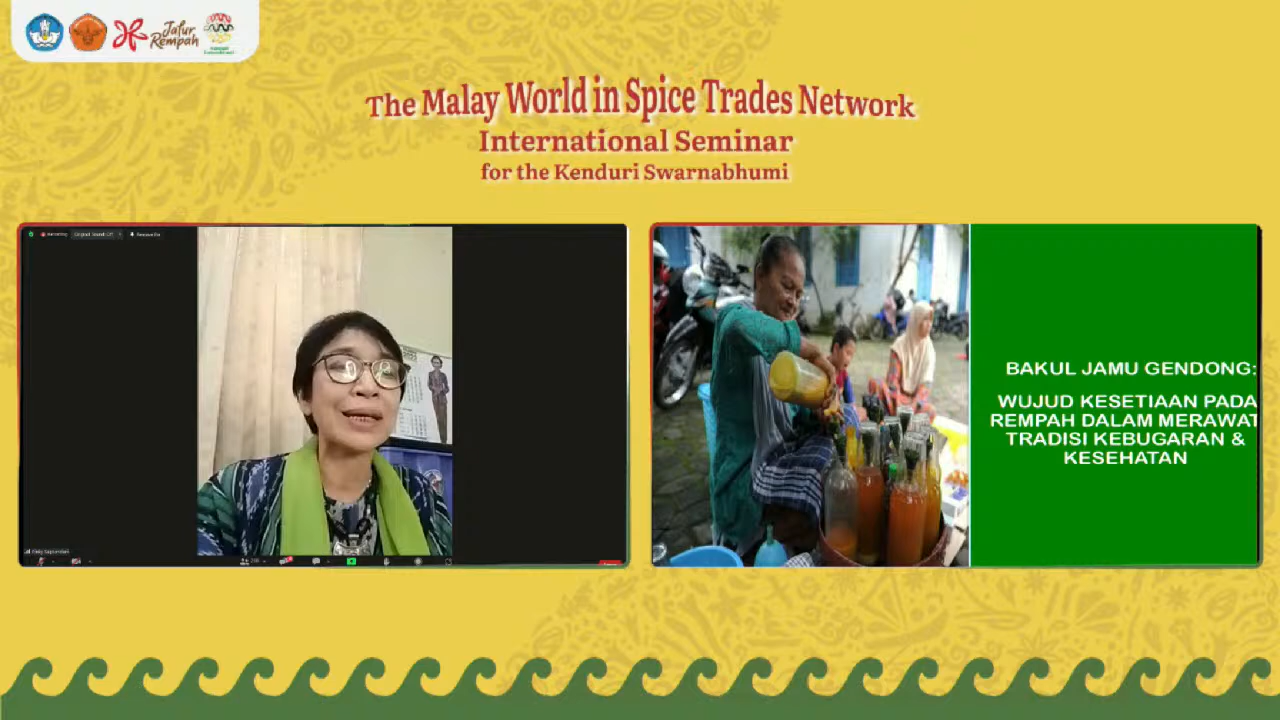 Jalur
Rempah
The Malay World in Spice Trades Network
International Seminar
for the Kenduri Swarnabhumi
BAKUL JAMU GENDONG:
WUJUD KESETIAAN PADA
REMPAH DALAM MERAWAT
TRADISI KEBUGARAN &
KESEHATAN